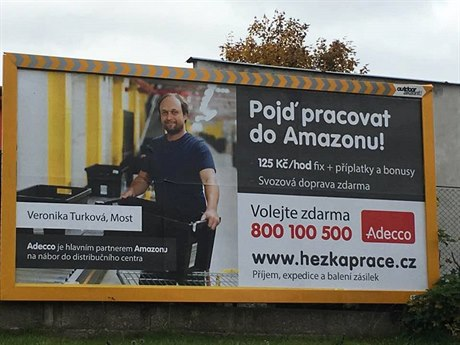 Pojď pracovat
do Amazonu!
125 Kč/hod fix + příplatky a bonusy
Svozová doprava zdarma
Veronika Turková, Most
Adecco je hlavním partnerem Amazonu
na nábor do distribučního centra
Volejte zdarma
800 100 500
Adecco
www.hezkaprace.cz
Příjem, expedice a balení zásilek